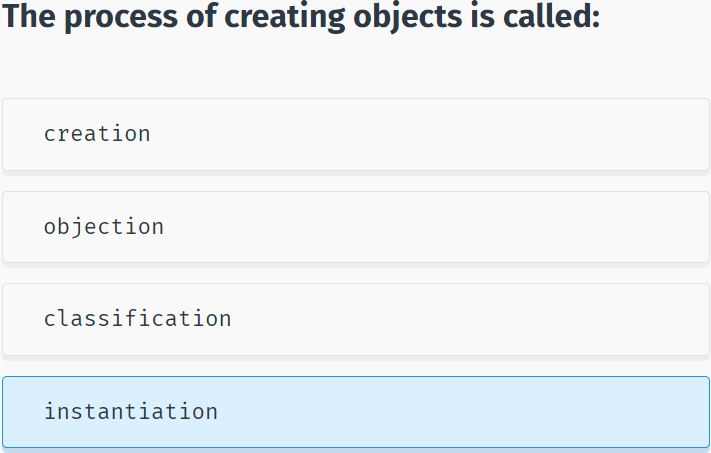 The process of creating objects is called:
creation
objection
classification
instantiation